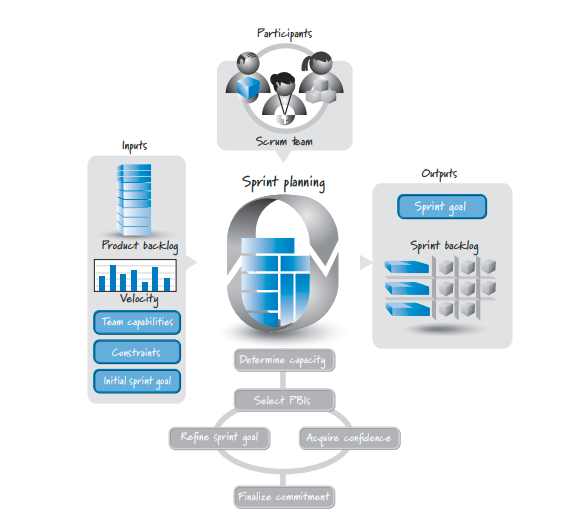 Participants
Scrum team
Inputs
Product backlog
Velocity
Team capabilities
Constraints
Initial sprint goal
Sprint planning
Outputs
Sprint goal
Sprint backlog
Determine capacity
Select PBIs
Refine sprint goal
Acquire confidence
Finalize commitment